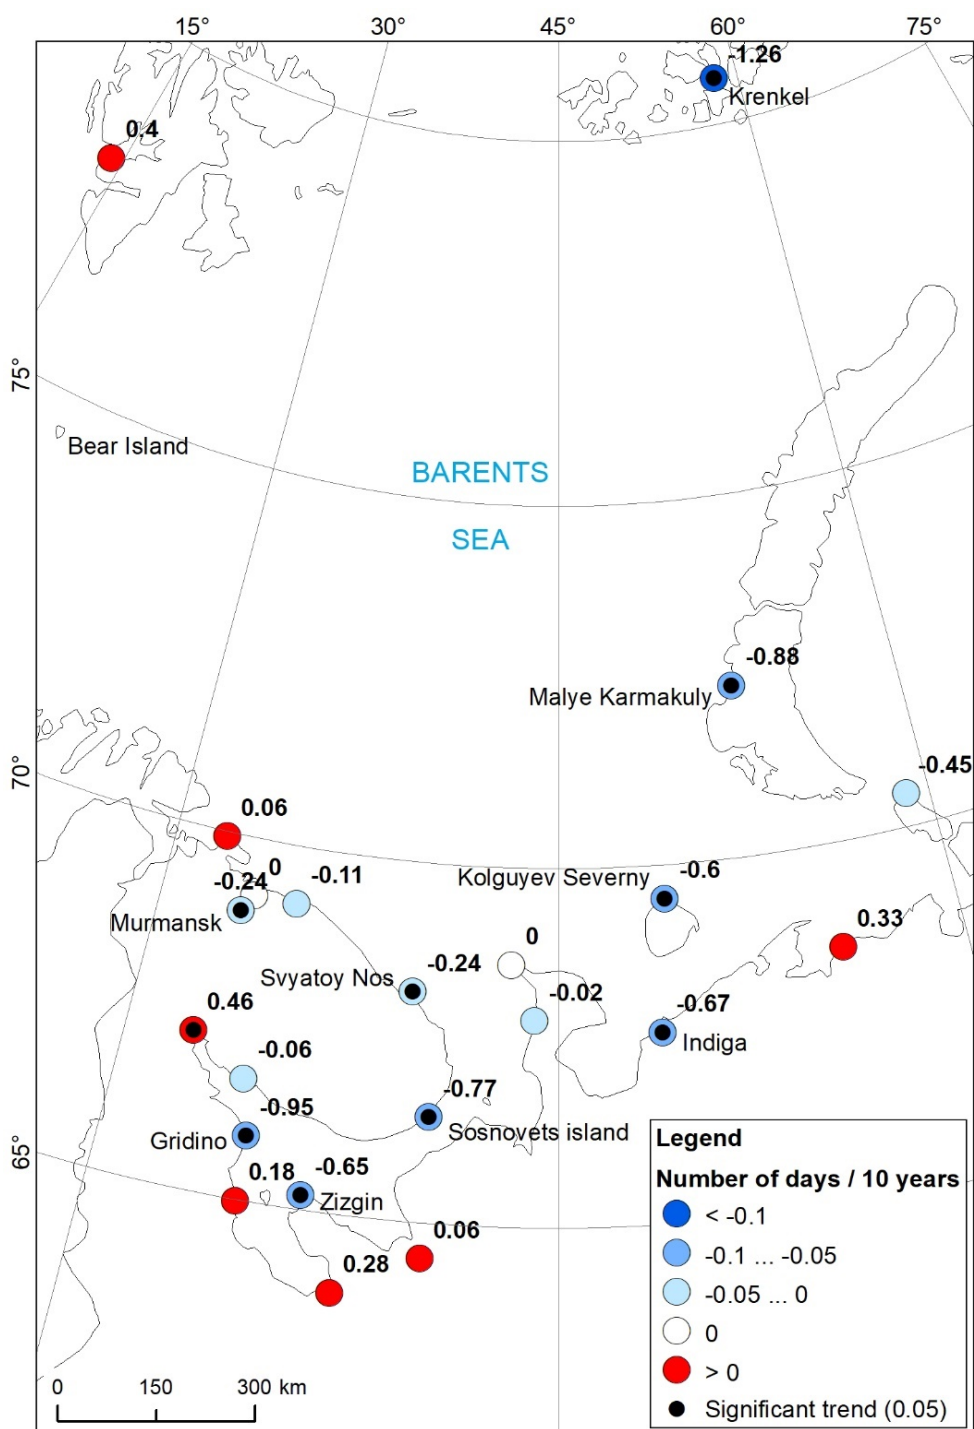 15° 30° 45° 60° 75°
-1.26
Krenkel
0.4
75°
Bear Island
BARENTS
SEA
-0.88
Malye Karmakuly
70°
-0.45
0.06
Kolguyev Severny -0.6
0 -0.11
-0.24
Murmansk
0.33
0
-0.24
Svyatoy Nos
-0.02
0.46
-0.67
Indiga
-0.06
-0.77
-0.95
Sosnovets island
Gridino
65°
-0.65
0.18
Zizgin
0.06
0.28
Legend
Number of days / 10 years
< -0.1
-0.1 ... -0.05
-0.05 ... 0
0
> 0
Significant trend (0.05)
0 150 300 km